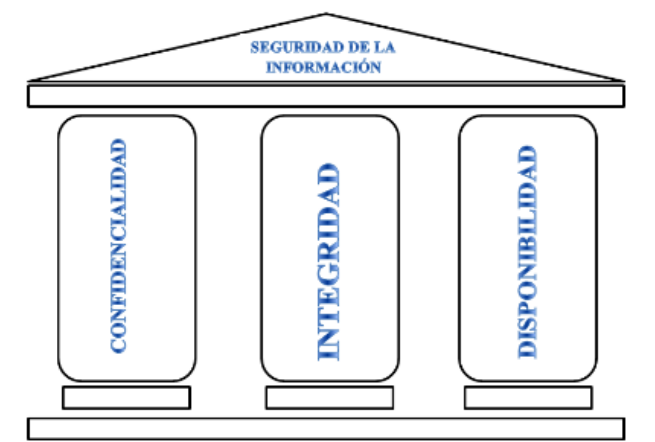 SEGURIDAD DE LA
INFORMACIÓN
CONFIDENCIALIDAD
INTEGRIDAD
DISPONIBILIDAD